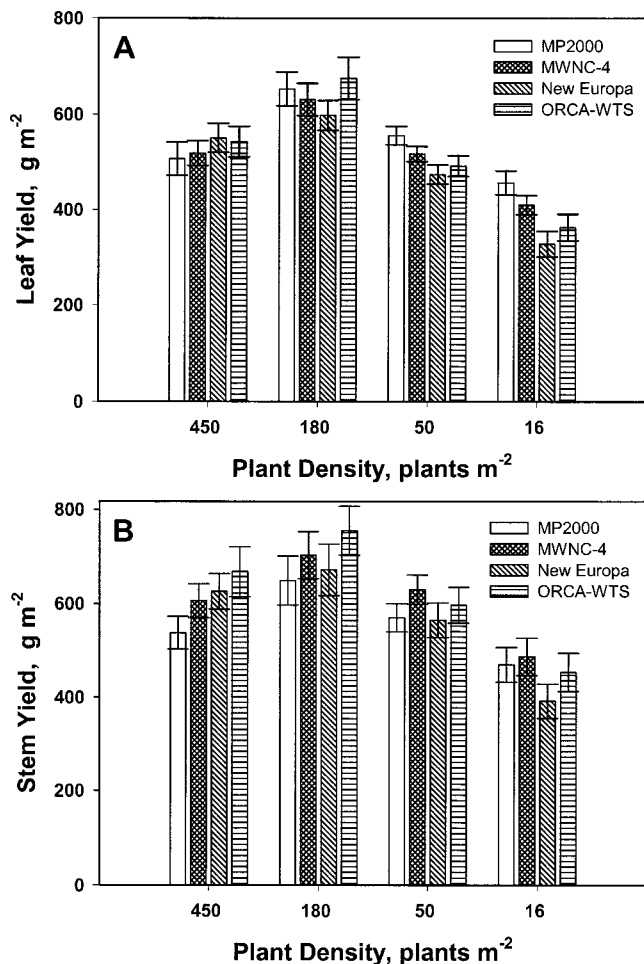 A
800
600
400
200
0
Leaf Yield, g m-2
MP2000
MWNC-4
New Europa
ORCA-WTS
450 180 50 16
Plant Density, plants m-2
B
800
600
400
200
0
Stem Yield, g m-2
MP2000
MWNC-4
New Europa
ORCA-WTS
450 180 50 16
Plant Density, plants m-2